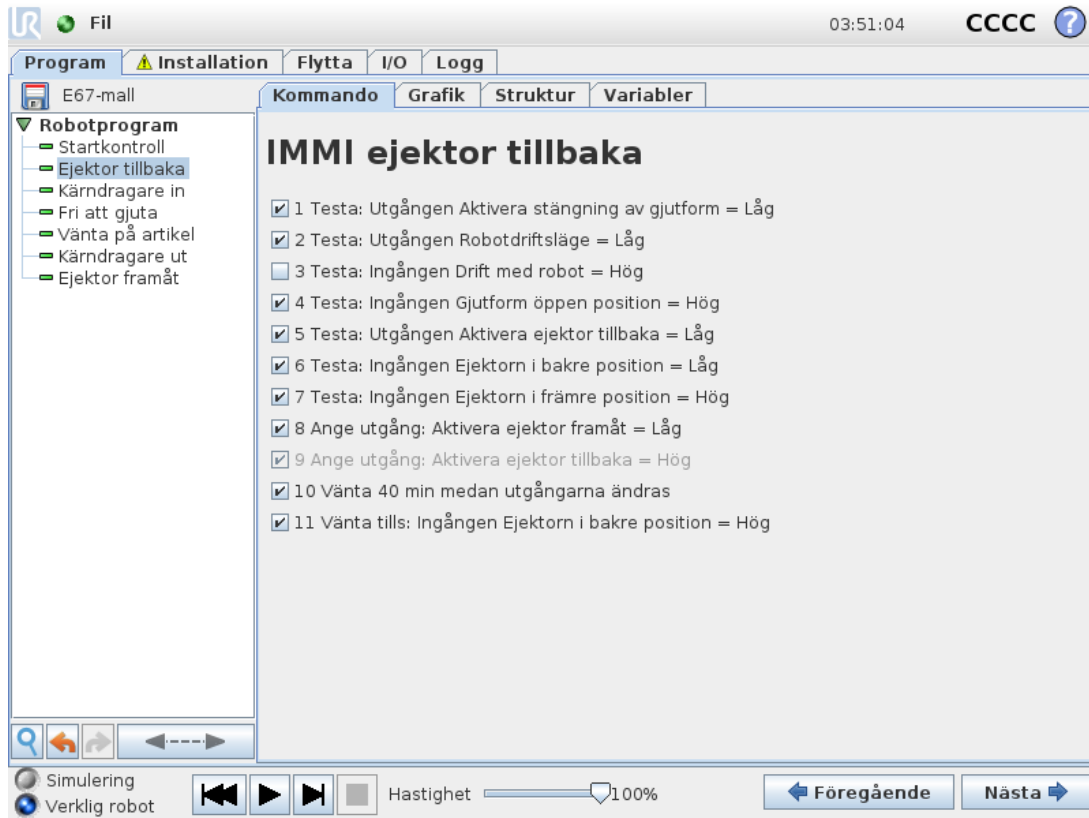 Fil 03:51:04 CCCC ?
Program Installation Flytta I/O Logg
E67-mall Kommando Grafik Struktur Variabler
Robotprogram
Startkontroll
Ejektor tillbaka
Kärndragare in
Fri att gjuta
Vänta på artikel
Kärndragare ut
Ejektor framåt
IMMI ejektor tillbaka
1 Testa: Utgången Aktivera stängning av gjutform = Låg
2 Testa: Utgången Robotdriftsläge = Låg
3 Testa: Ingången Drift med robot = Hög
4 Testa: Ingången Gjutform öppen position = Hög
5 Testa: Utgången Aktivera ejektor tillbaka = Låg
6 Testa: Ingången Ejektorn i bakre position = Låg
7 Testa: Ingången Ejektorn i främre position = Hög
8 Ange utgång: Aktivera ejektor framåt = Låg
9 Ange utgång: Aktivera ejektor tillbaka = Hög
10 Vänta 40 min medan utgångarna ändras
11 Vänta tills: Ingången Ejektorn i bakre position = Hög
Simulering
Verklig robot
Hastighet 100% Föregående Nästa